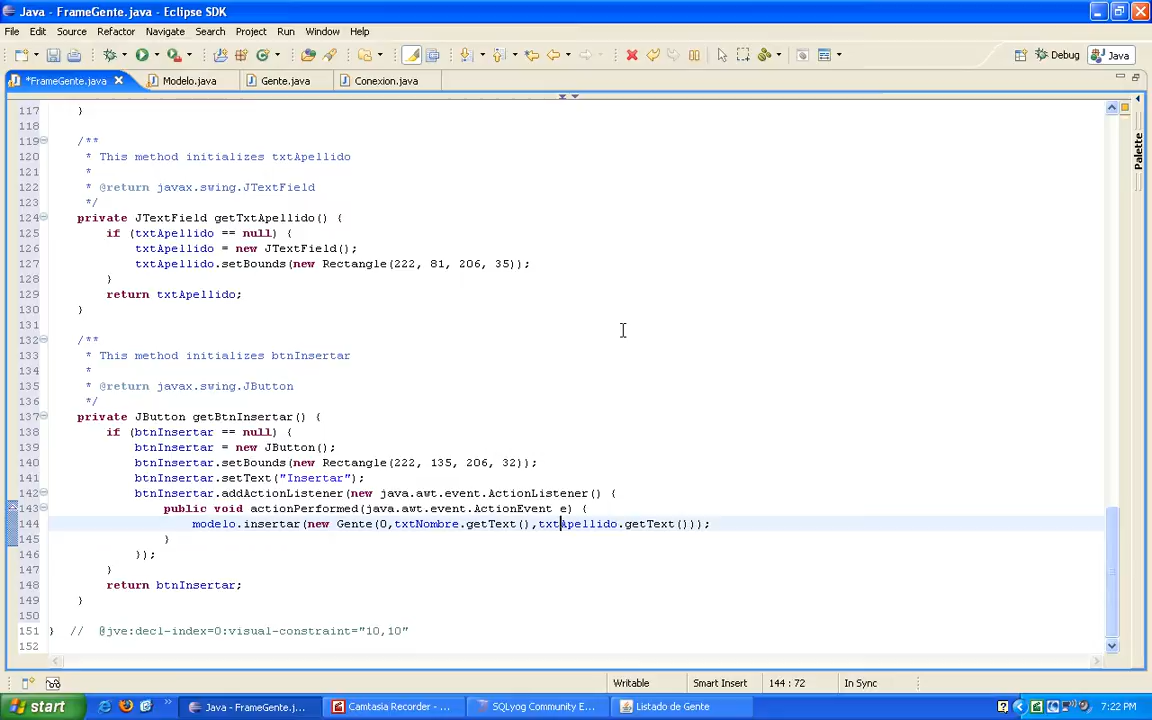 Java - FrameGente.java - Eclipse SDK
File Edit Source Refactor Navigate Search Project Run Window Help
Debug Java
*FrameGente.java Modelo.java Gente.java Conexion.java
117 }
118
119 /**
120 * This method initializes txtApellido
121 *
122 * @return javax.swing.JTextField
123 */
124 private JTextField getTxtApellido() {
125 if (txtApellido == null) {
126 txtApellido = new JTextField();
127 txtApellido.setBounds(new Rectangle(222, 81, 206, 35));
128 }
129 return txtApellido;
130 }
131
132 /**
133 * This method initializes btnInsertar
134 *
135 * @return javax.swing.JButton
136 */
137 private JButton getBtnInsertar() {
138 if (btnInsertar == null) {
139 btnInsertar = new JButton();
140 btnInsertar.setBounds(new Rectangle(222, 135, 206, 32));
141 btnInsertar.setText("Insertar");
142 btnInsertar.addActionListener(new java.awt.event.ActionListener() {
143 public void actionPerformed(java.awt.event.ActionEvent e) {
144 modelo.insertar(new Gente(0,txtNombre.getText(),txtApellido.getText()));
145 }
146 });
147 }
148 return btnInsertar;
149 }
150
151 } // @jve:decl-index=0:visual-constraint="10,10"
152
Palette
Writable Smart Insert 144 : 72 In Sync
start Java - FrameGente.j... Camtasia Recorder - ... SQLyog Community E... Listado de Gente 7:22 PM